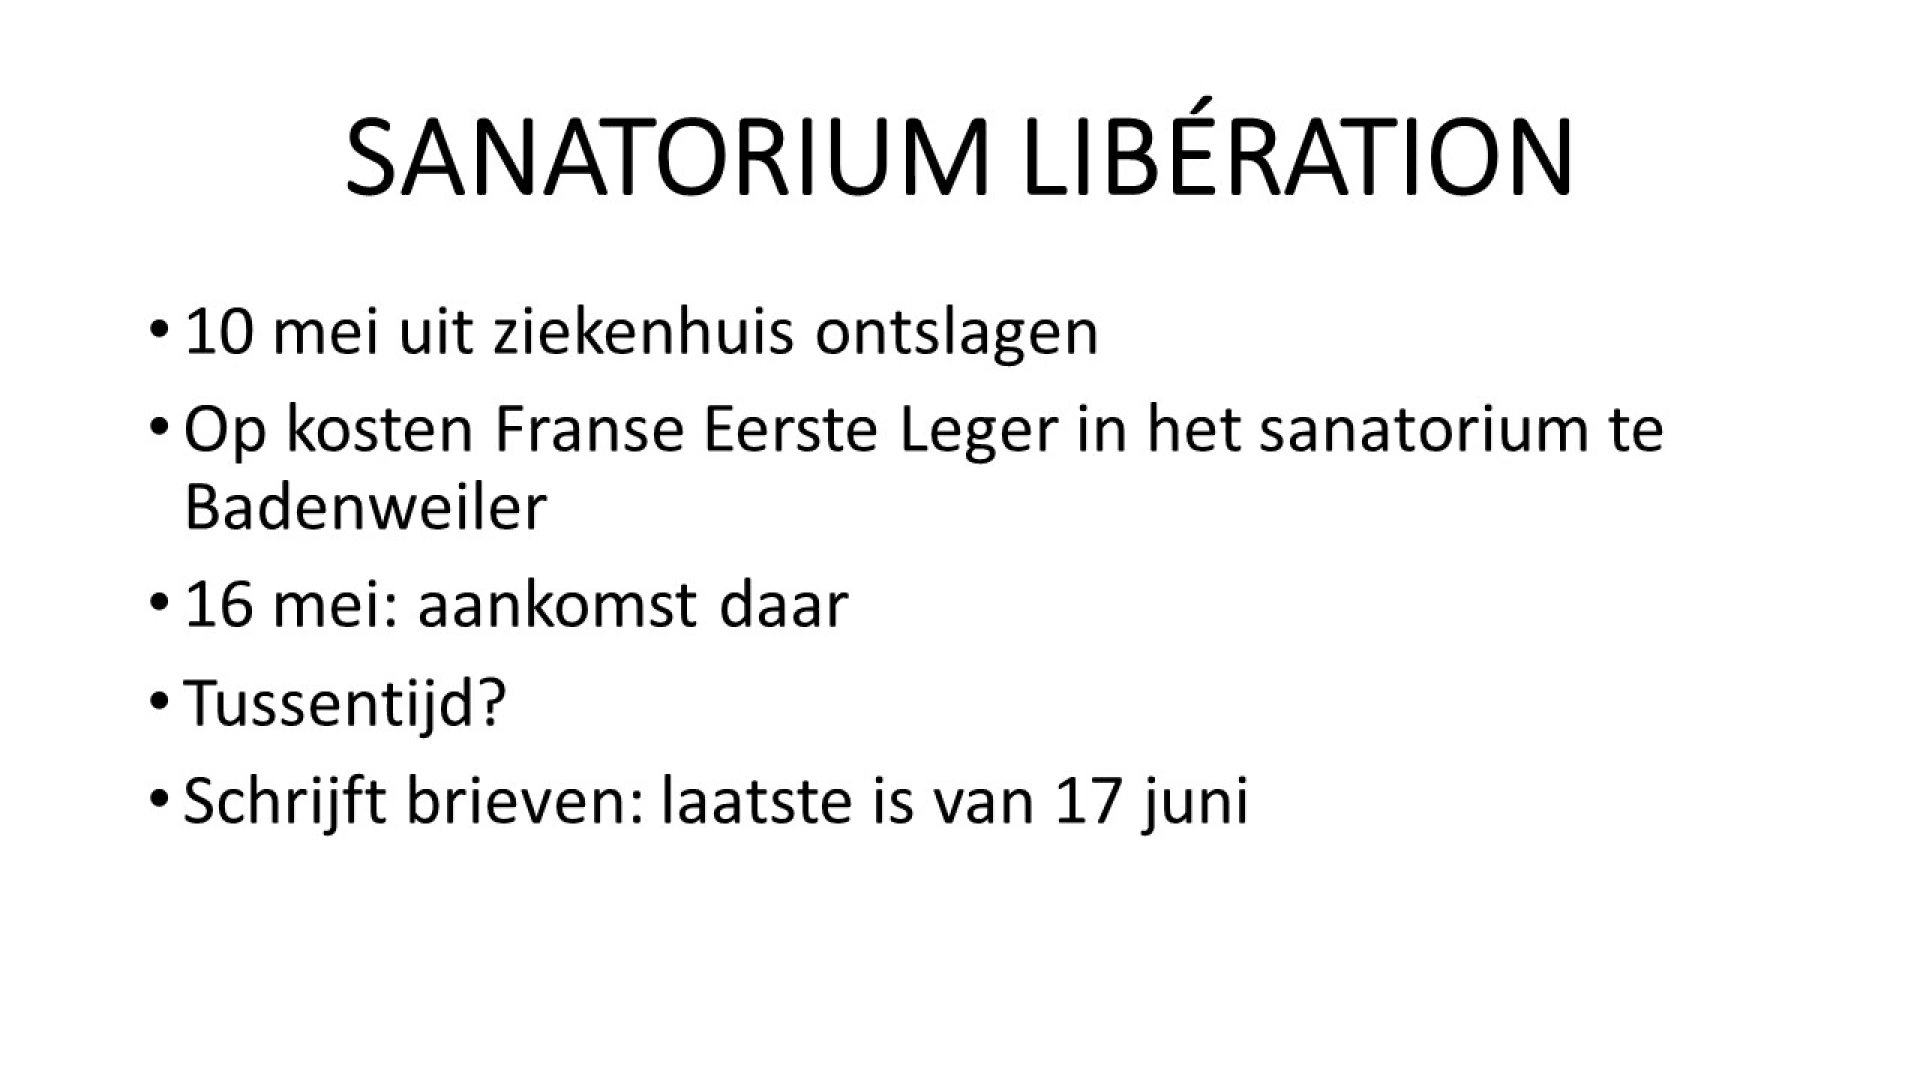 SANATORIUM LIBÉRATION
• 10 mei uit ziekenhuis ontslagen
• Op kosten Franse Eerste Leger in het sanatorium te
Badenweiler
• 16 mei: aankomst daar
• Tussentijd?
• Schrijft brieven: laatste is van 17 juni